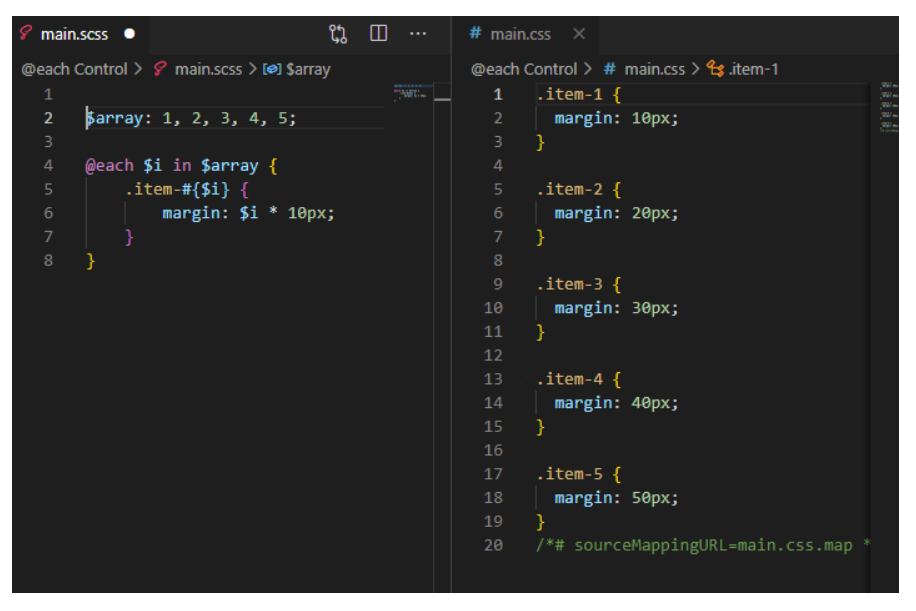 main.scss
@each Control > main.scss > $array
1
2 $array: 1, 2, 3, 4, 5;
3
4 @each $i in $array {
5 .item-#{$i} {
6 margin: $i * 10px;
7 }
8 }
# main.css ×
@each Control > # main.css > .item-1
1 .item-1 {
2 margin: 10px;
3 }
4
5 .item-2 {
6 margin: 20px;
7 }
8
9 .item-3 {
10 margin: 30px;
11 }
12
13 .item-4 {
14 margin: 40px;
15 }
16
17 .item-5 {
18 margin: 50px;
19 }
20 /*# sourceMappingURL=main.css.map *